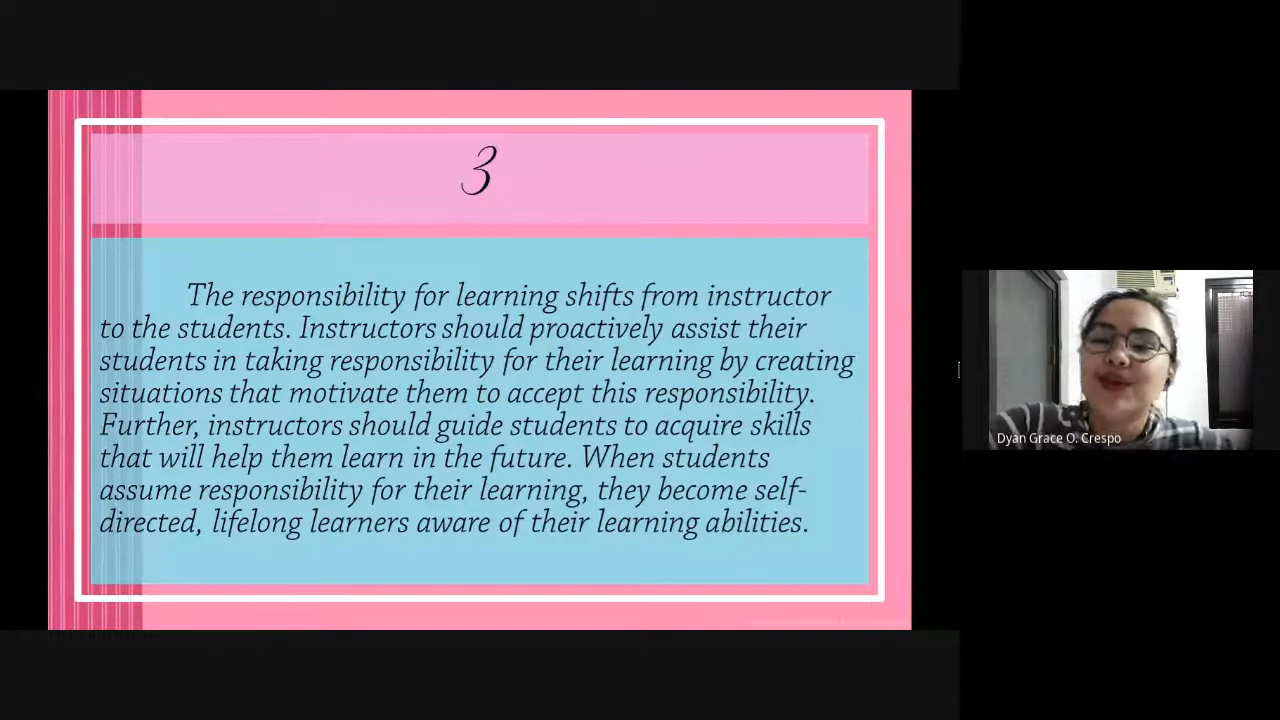 3
The responsibility for learning shifts from instructor
to the students. Instructors should proactively assist their
students in taking responsibility for their learning by creating
situations that motivate them to accept this responsibility.
Further, instructors should guide students to acquire skills
that will help them learn in the future. When students
assume responsibility for their learning, they become self-
directed, lifelong learners aware of their learning abilities.
Dyan Grace O. Crespo